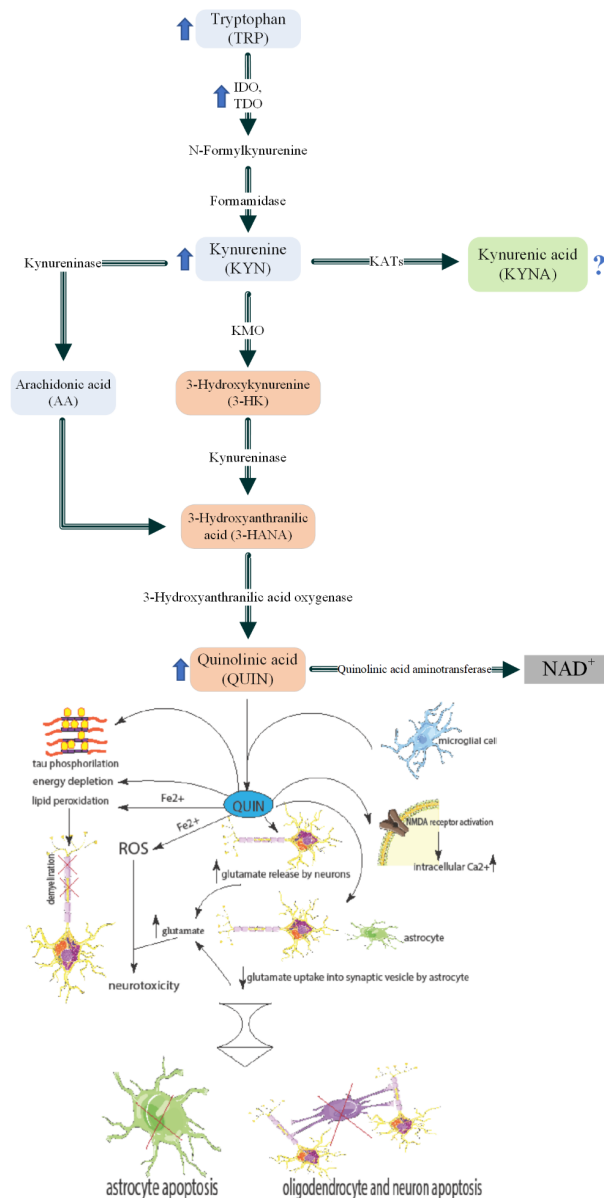 Tryptophan
(TRP)
IDO,
TDO
N-Formylkynurenine
Formamidase
Kynureninase
Kynurenine
(KYN)
KATs
Kynurenic acid
(KYNA)
?
KMO
Arachidonic acid
(AA)
3-Hydroxykynurenine
(3-HK)
Kynureninase
3-Hydroxyanthranilic
acid (3-HANA)
3-Hydroxyanthranilic acid oxygenase
Quinolinic acid
(QUIN)
Quinolinic acid aminotransferase
NAD+
microglial cell
tau phosphorilation
energy depletion
lipid peroxidation
Fe2+
QUIN
Fe2+
NMDA receptor activation
intracellular Ca2+
ROS
glutamate release by neurons
demyelination
glutamate
astrocyte
neurotoxicity
glutamate uptake into synaptic vesicle by astrocyte
astrocyte apoptosis
oligodendrocyte and neuron apoptosis